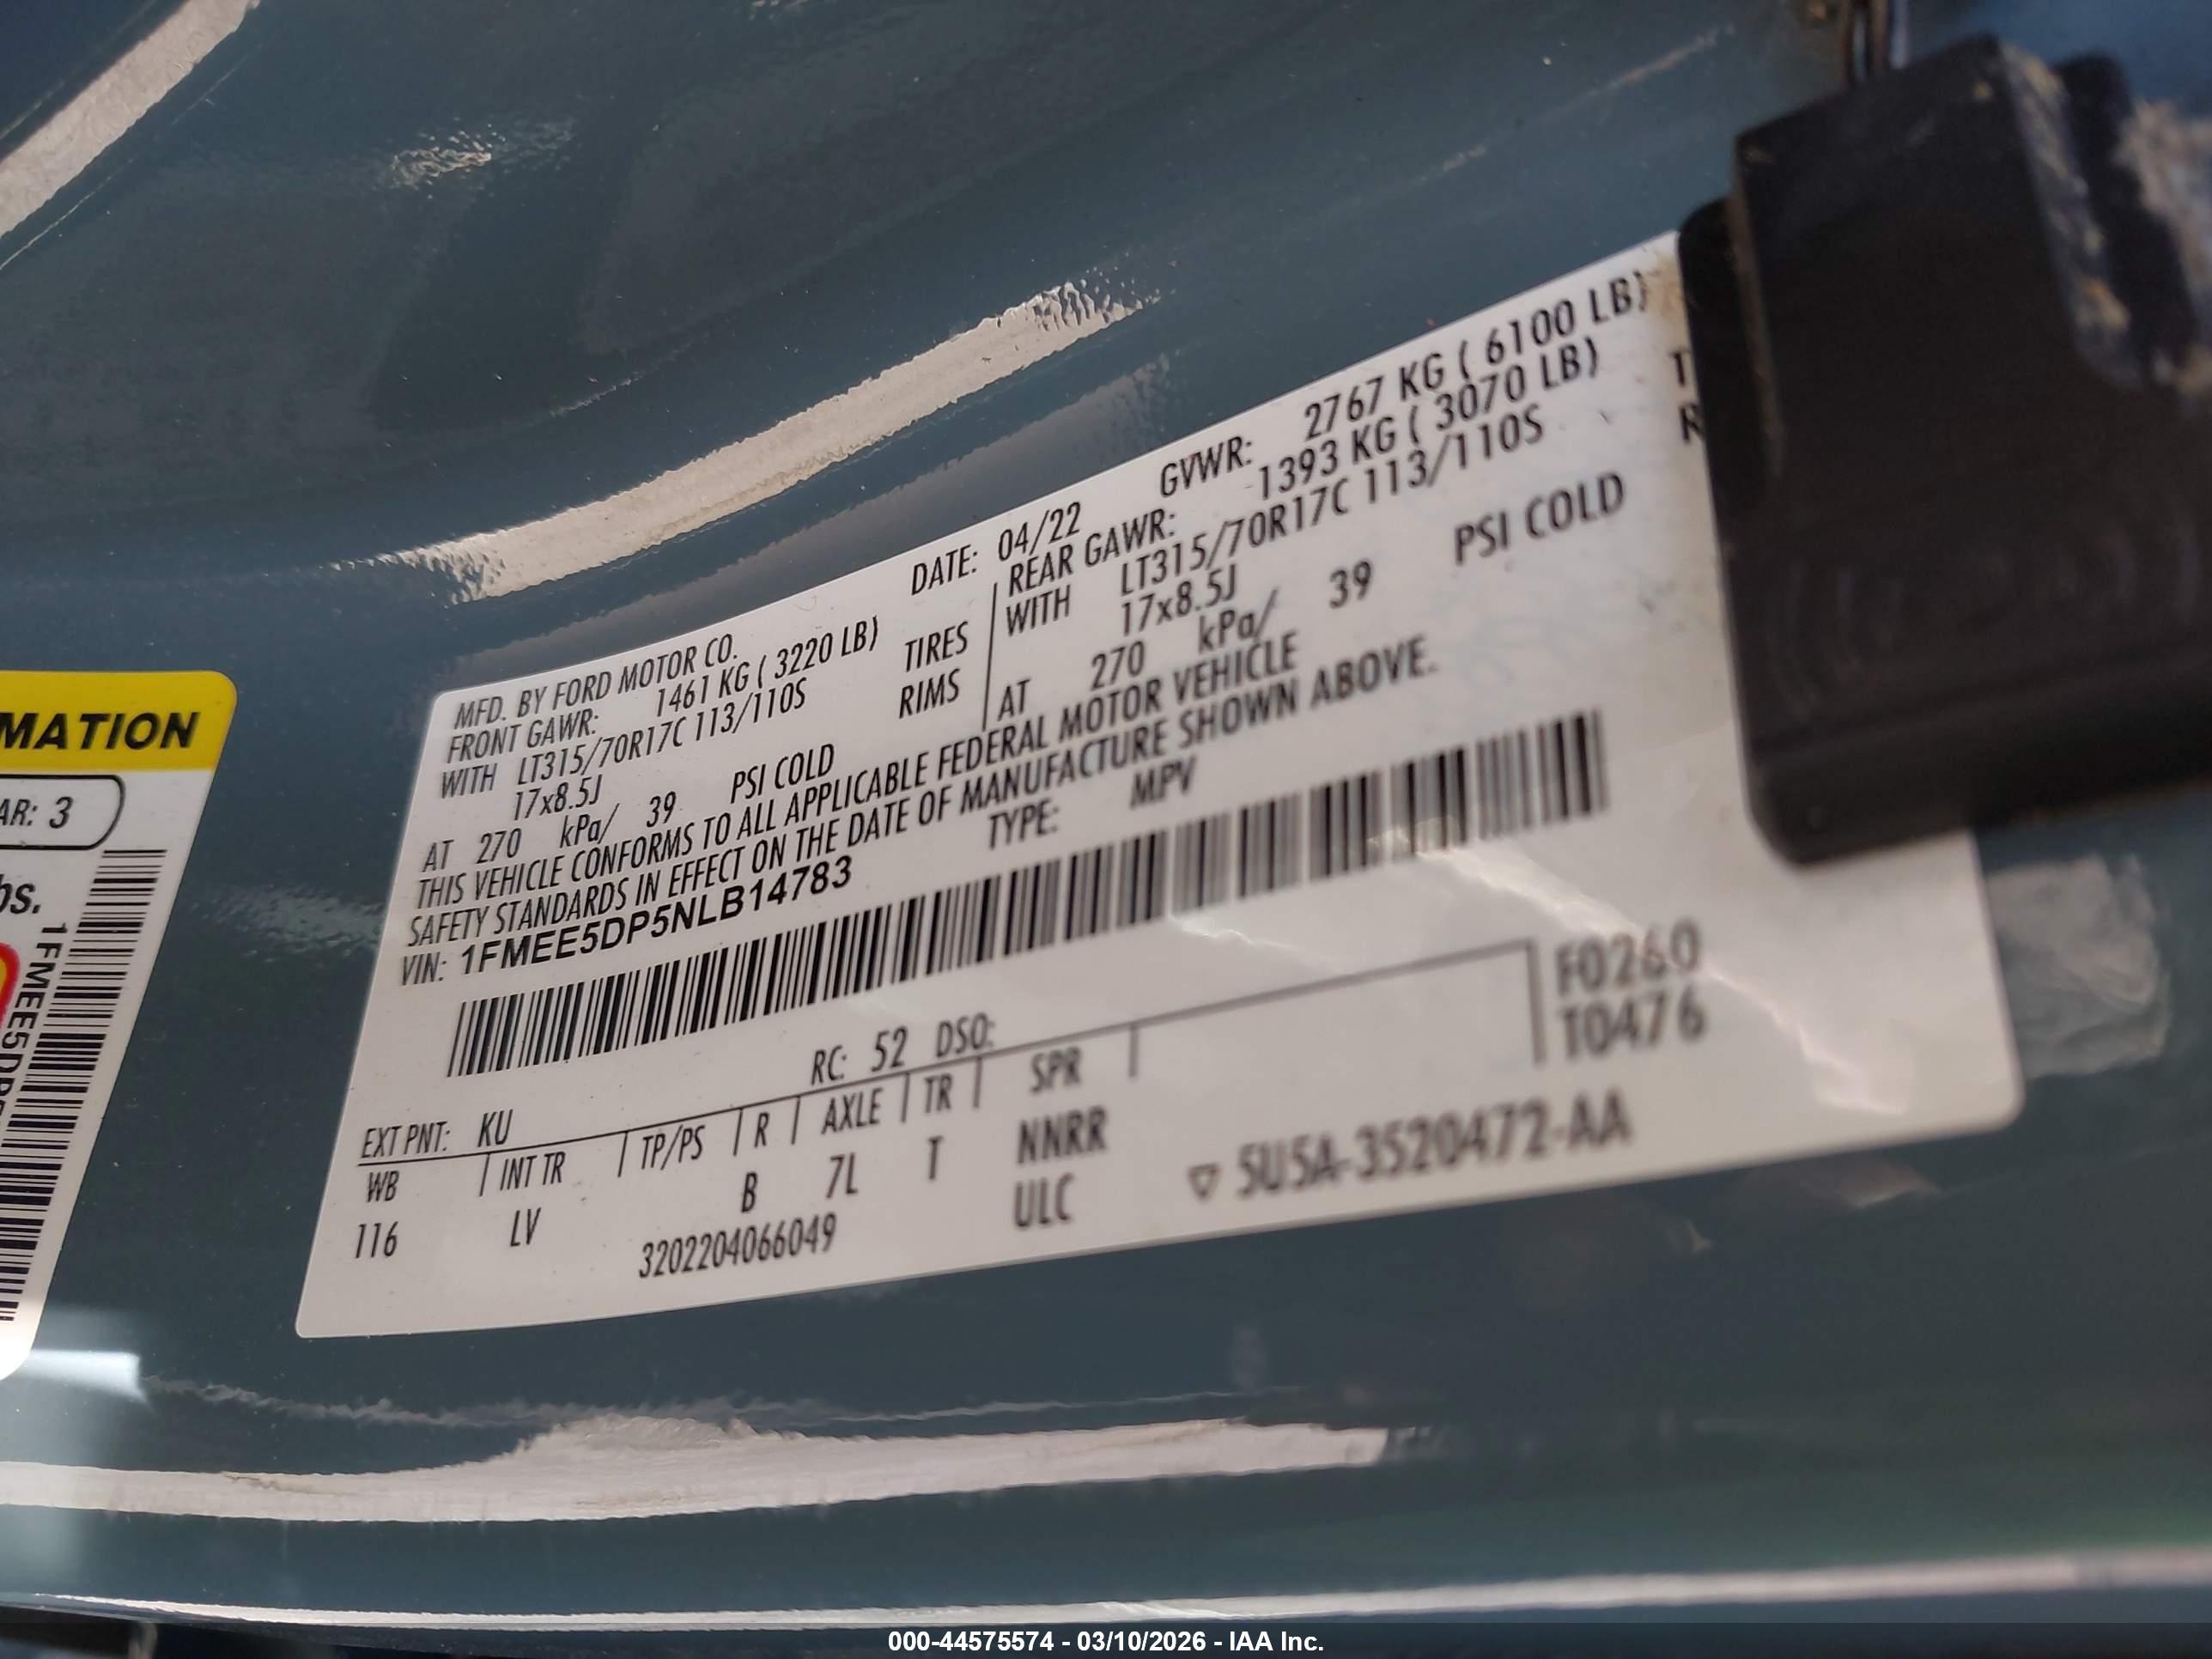 MFD. BY FORD MOTOR CO.
DATE: 04/22
GVWR: 2767 KG ( 6100 LB)
FRONT GAWR: 1461 KG ( 3220 LB)
REAR GAWR: 1393 KG ( 3070 LB)
WITH LT315/70R17C 113/110S TIRES
WITH LT315/70R17C 113/110S
17x8.5J RIMS
17x8.5J
AT 270 kPa/ 39 PSI COLD
AT 270 kPa/ 39 PSI COLD
THIS VEHICLE CONFORMS TO ALL APPLICABLE FEDERAL MOTOR VEHICLE
SAFETY STANDARDS IN EFFECT ON THE DATE OF MANUFACTURE SHOWN ABOVE.
VIN: 1FMEE5DP5NLB14783
TYPE: MPV
F0260
T0476
EXT PNT: KU RC: 52 DSO:
WB INT TR TP/PS R AXLE TR SPR
116 LV B 7L T NNRR
3202204066049 ULC
▽ 5U5A-3520472-AA
MATION
AR: 3
bs.
1FMEE5DP
000-44575574 - 03/10/2026 - IAA Inc.